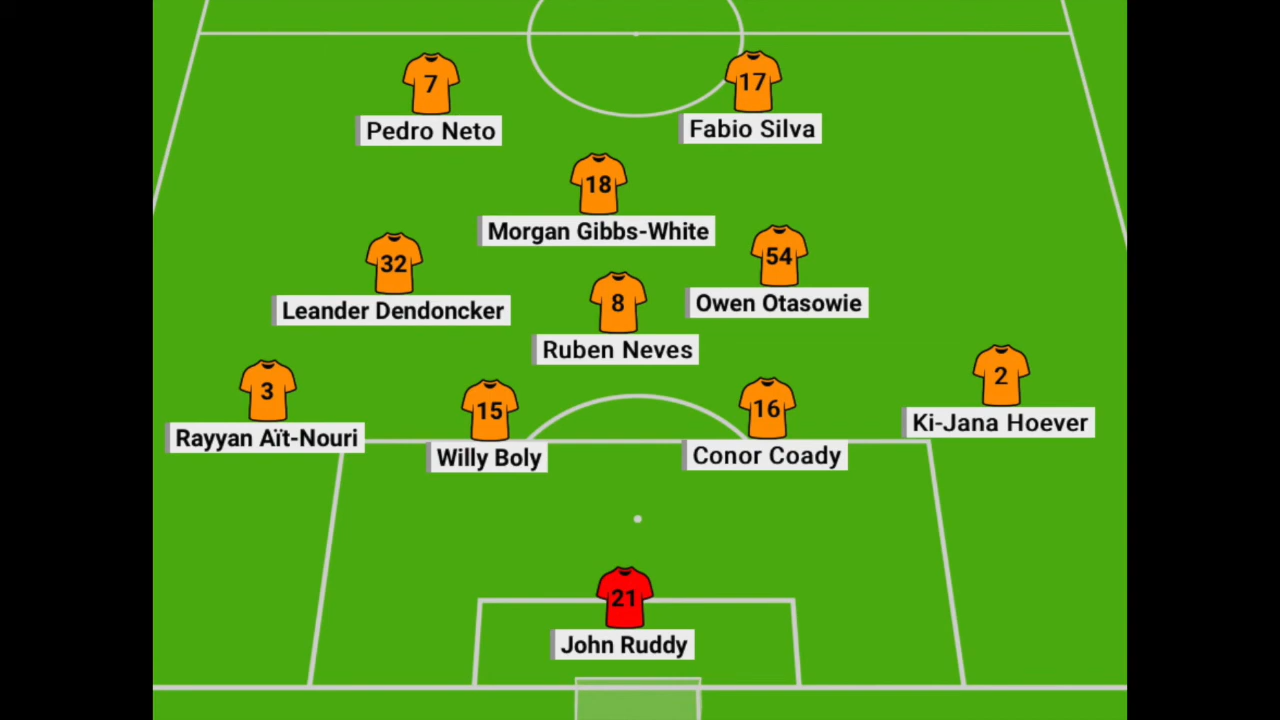 7
Pedro Neto
17
Fabio Silva
18
Morgan Gibbs-White
32
Leander Dendoncker
54
Owen Otasowie
8
Ruben Neves
3
Rayyan Aït-Nouri
15
Willy Boly
16
Conor Coady
2
Ki-Jana Hoever
21
John Ruddy